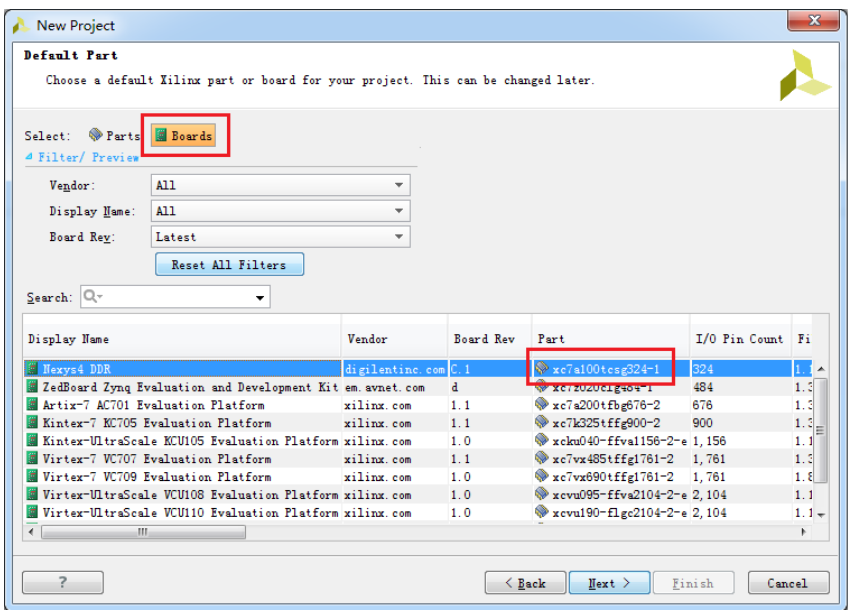 New Project
Default Part
Choose a default Xilinx part or board for your project. This can be changed later.
Select: Parts Boards
Filter/ Preview
Vendor: All
Display Name: All
Board Rev: Latest
Reset All Filters
Search:
Display Name Vendor Board Rev Part I/O Pin Count Fi
Nexys4 DDR digilentinc.com C.1 xc7a100tcsg324-1 324 1.1
ZedBoard Zynq Evaluation and Development Kit em.avnet.com d xc7z020clg484-1 484 1.3
Artix-7 AC701 Evaluation Platform xilinx.com 1.1 xc7a200tfbg676-2 676 1.3
Kintex-7 KC705 Evaluation Platform xilinx.com 1.1 xc7k325tffg900-2 900 1.3
Kintex-UltraScale KCU105 Evaluation Platform xilinx.com 1.0 xcku040-ffva1156-2-e 1,156 1.1
Virtex-7 VC707 Evaluation Platform xilinx.com 1.1 xc7vx485tffg1761-2 1,761 1.3
Virtex-7 VC709 Evaluation Platform xilinx.com 1.0 xc7vx690tffg1761-2 1,761 1.8
Virtex-UltraScale VCU108 Evaluation Platform xilinx.com 1.0 xcvu095-ffva2104-2-e 2,104 1.1
Virtex-UltraScale VCU110 Evaluation Platform xilinx.com 1.0 xcvu190-flgc2104-2-e 2,104 1.1
? < Back Next > Finish Cancel